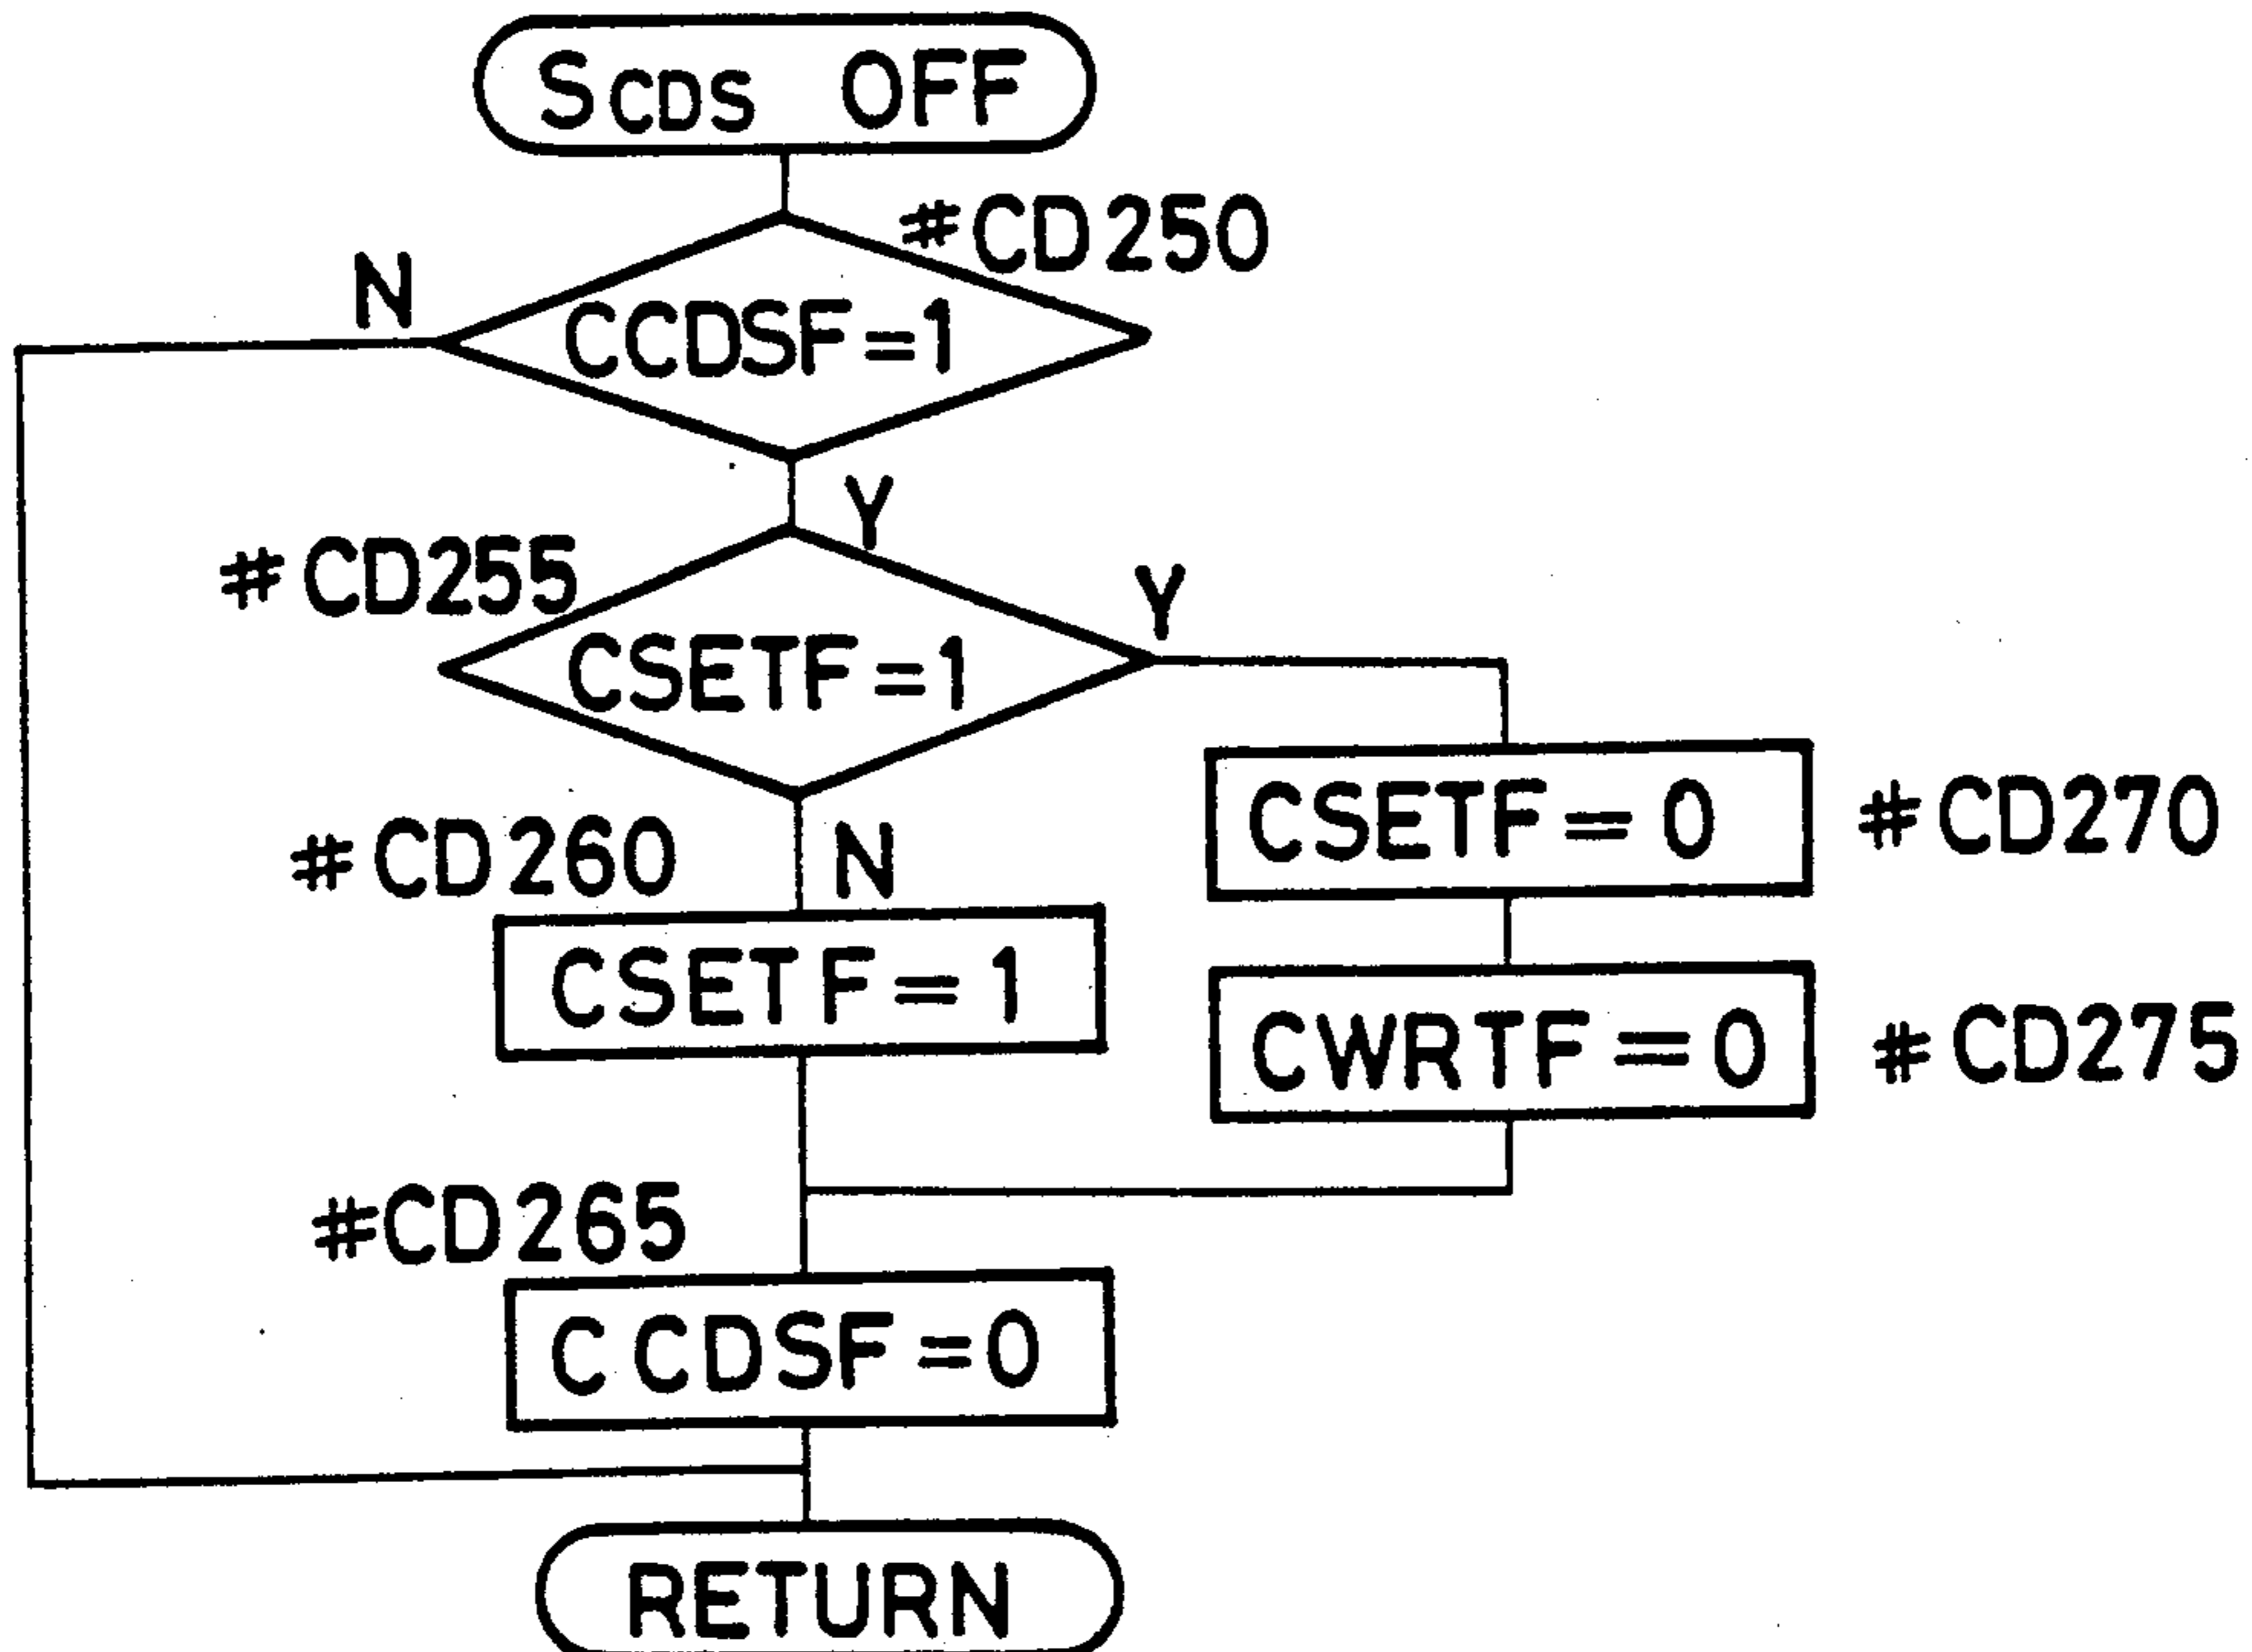 SCDS OFF
#CD250
N
CCDSF=1
Y
#CD255
Y
CSETF=1
CSETF=0
#CD270
#CD260
N
CSETF=1
CWRTF=0
#CD275
#CD265
CCDSF=0
RETURN